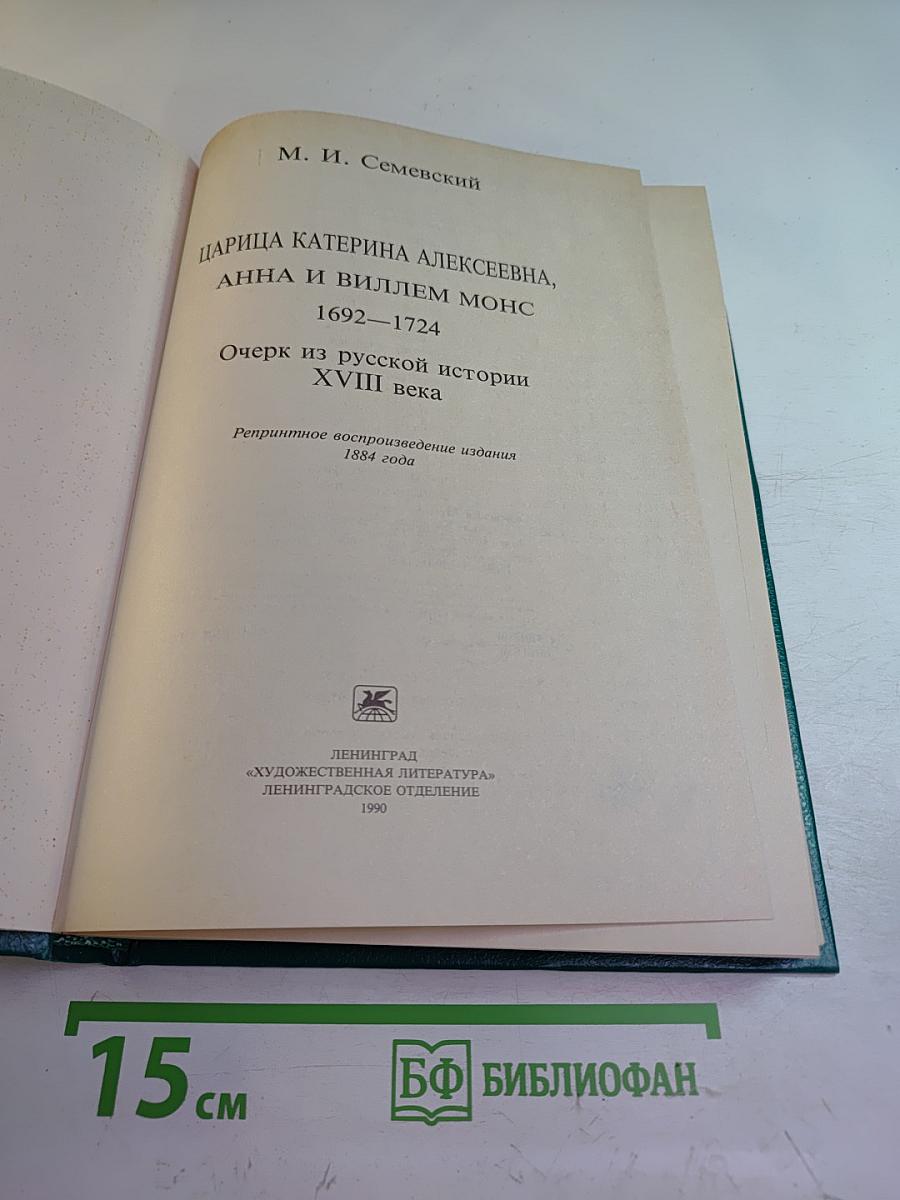 М. И. Семевский
ЦАРИЦА КАТЕРИНА АЛЕКСЕЕВНА,
АННА И ВИЛЛЕМ МОНС
1692—1724
Очерк из русской истории
XVIII века
Репринтное воспроизведение издания
1884 года
ЛЕНИНГРАД
«ХУДОЖЕСТВЕННАЯ ЛИТЕРАТУРА»
ЛЕНИНГРАДСКОЕ ОТДЕЛЕНИЕ
1990
15 см
БФ БИБЛИОФАН